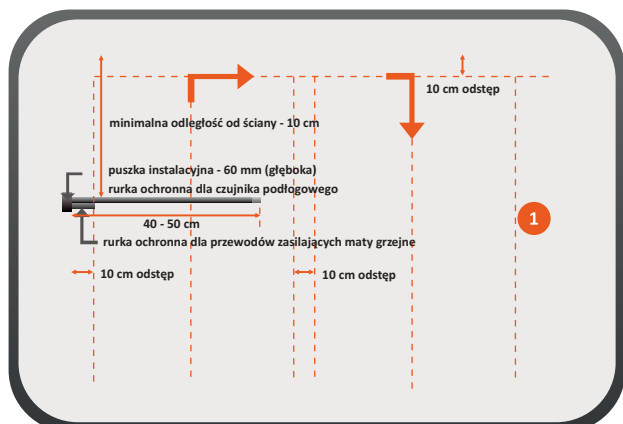 10 cm odstęp
minimalna odległość od ściany - 10 cm
puszka instalacyjna - 60 mm (głęboka)
rurka ochronna dla czujnika podłogowego
40 - 50 cm
1
rurka ochronna dla przewodów zasilających maty grzejne
10 cm odstęp
10 cm odstęp